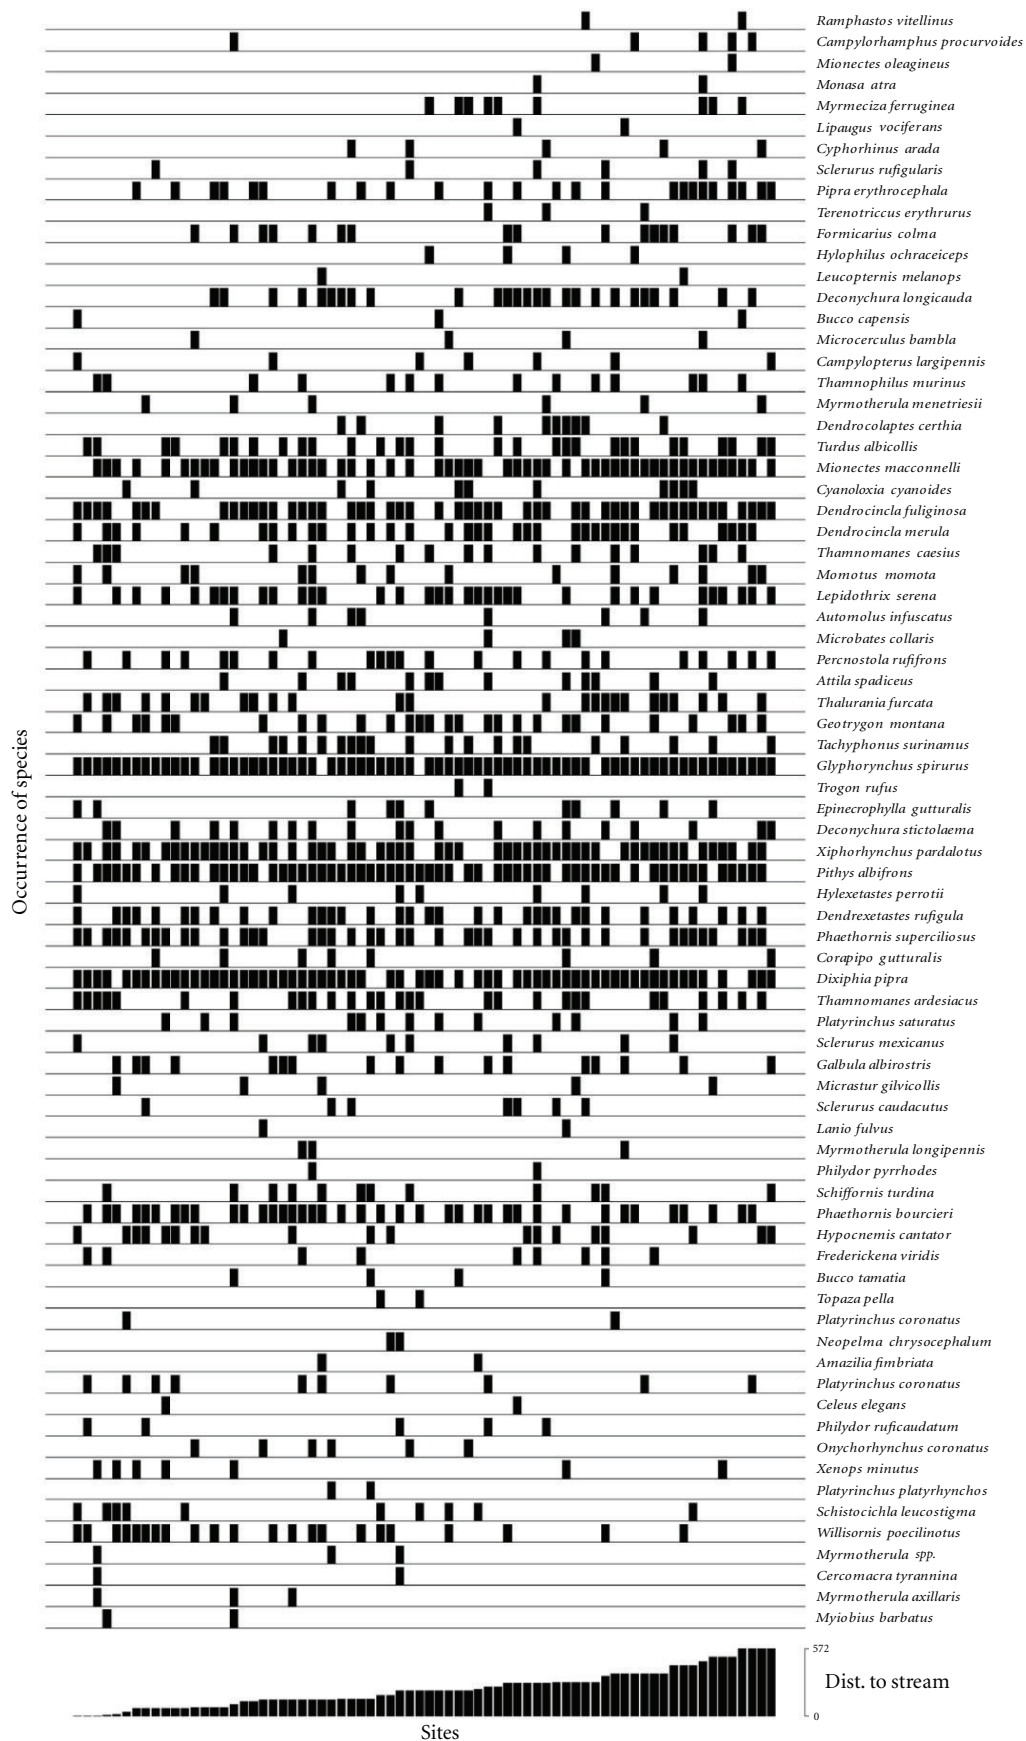 Ramphastos vitellinus
Campylorhamphus procurvoides
Mionectes oleagineus
Monasa atra
Myrmeciza ferruginea
Lipaugus vociferans
Cyphorhinus arada
Sclerurus rufigularis
Pipra erythrocephala
Terenotriccus erythrurus
Formicarius colma
Hylophilus ochraceiceps
Leucopternis melanops
Deconychura longicauda
Bucco capensis
Microcerculus bambla
Campylopterus largipennis
Thamnophilus murinus
Myrmotherula menetriesii
Dendrocolaptes certhia
Turdus albicollis
Mionectes macconnelli
Cyanoloxia cyanoides
Dendrocincla fuliginosa
Dendrocincla merula
Thamnomanes caesius
Momotus momota
Lepidothrix serena
Automolus infuscatus
Microbates collaris
Percnostola rufifrons
Attila spadiceus
Thalurania furcata
Geotrygon montana
Tachyphonus surinamus
Glyphorynchus spirurus
Trogon rufus
Epinecrophylla gutturalis
Deconychura stictolaema
Xiphorhynchus pardalotus
Pithys albifrons
Hylexetastes perrotii
Dendrexetastes rufigula
Phaethornis superciliosus
Corapipo gutturalis
Dixiphia pipra
Thamnomanes ardesiacus
Platyrinchus saturatus
Sclerurus mexicanus
Galbula albirostris
Micrastur gilvicollis
Sclerurus caudacutus
Lanio fulvus
Myrmotherula longipennis
Philydor pyrrhodes
Schiffornis turdina
Phaethornis bourcieri
Hypocnemis cantator
Frederickena viridis
Bucco tamatia
Topaza pella
Platyrinchus coronatus
Neopelma chrysocephalum
Amazilia fimbriata
Platyrinchus coronatus
Celeus elegans
Philydor ruficaudatum
Onychorhynchus coronatus
Xenops minutus
Platyrinchus platyrhynchos
Schistocichla leucostigma
Willisornis poecilinotus
Myrmotherula spp.
Cercomacra tyrannina
Myrmotherula axillaris
Myiobius barbatus
Occurrence of species
572
Dist. to stream
0
Sites